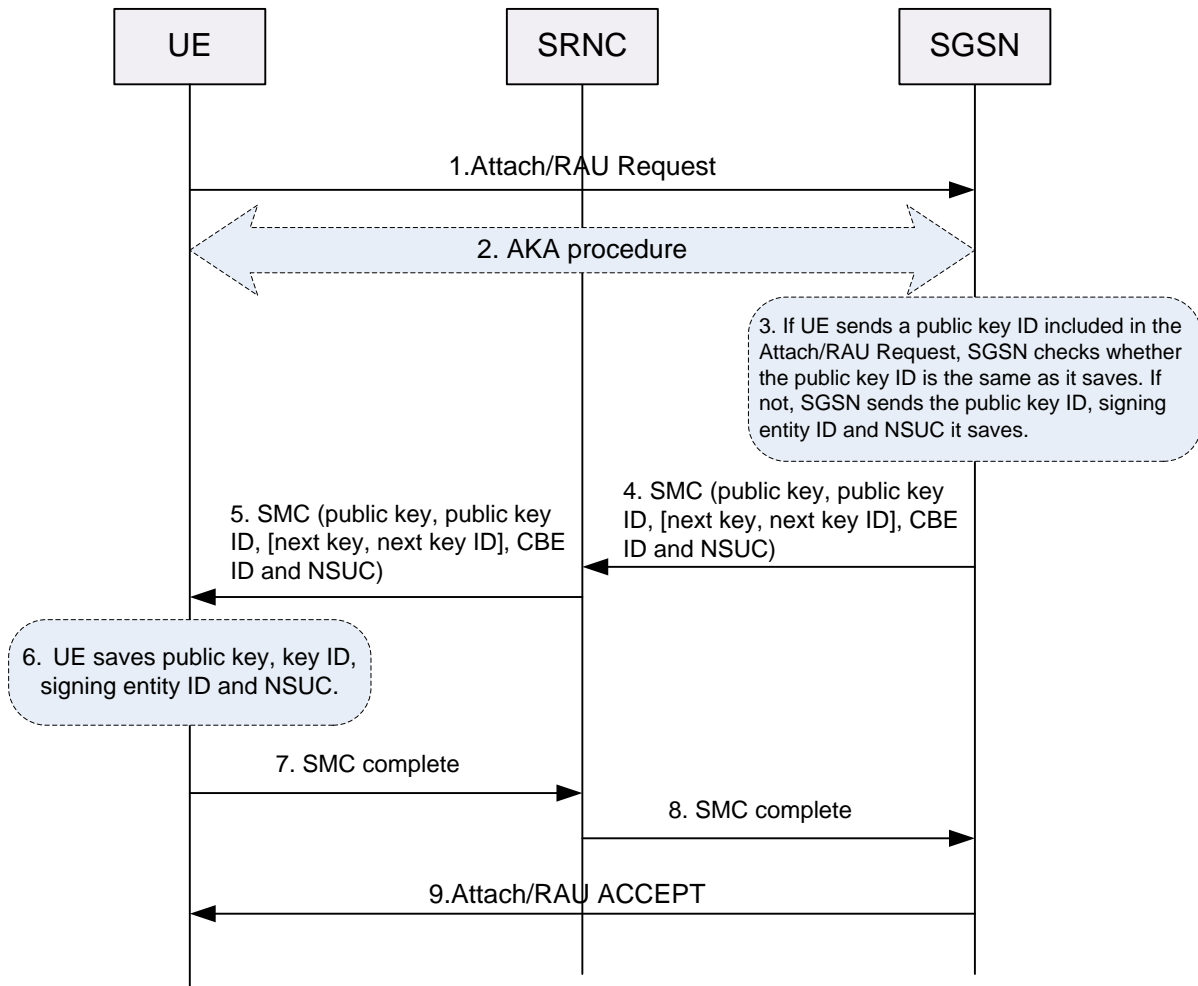 UE
SRNC
SGSN
1.Attach/RAU Request
2. AKA procedure
3. If UE sends a public key ID included in the
Attach/RAU Request, SGSN checks whether
the public key ID is the same as it saves. If
not, SGSN sends the public key ID, signing
entity ID and NSUC it saves.
4. SMC (public key, public key
ID, [next key, next key ID], CBE
ID and NSUC)
5. SMC (public key, public key
ID, [next key, next key ID], CBE
ID and NSUC)
6. UE saves public key, key ID,
signing entity ID and NSUC.
7. SMC complete
8. SMC complete
9.Attach/RAU ACCEPT